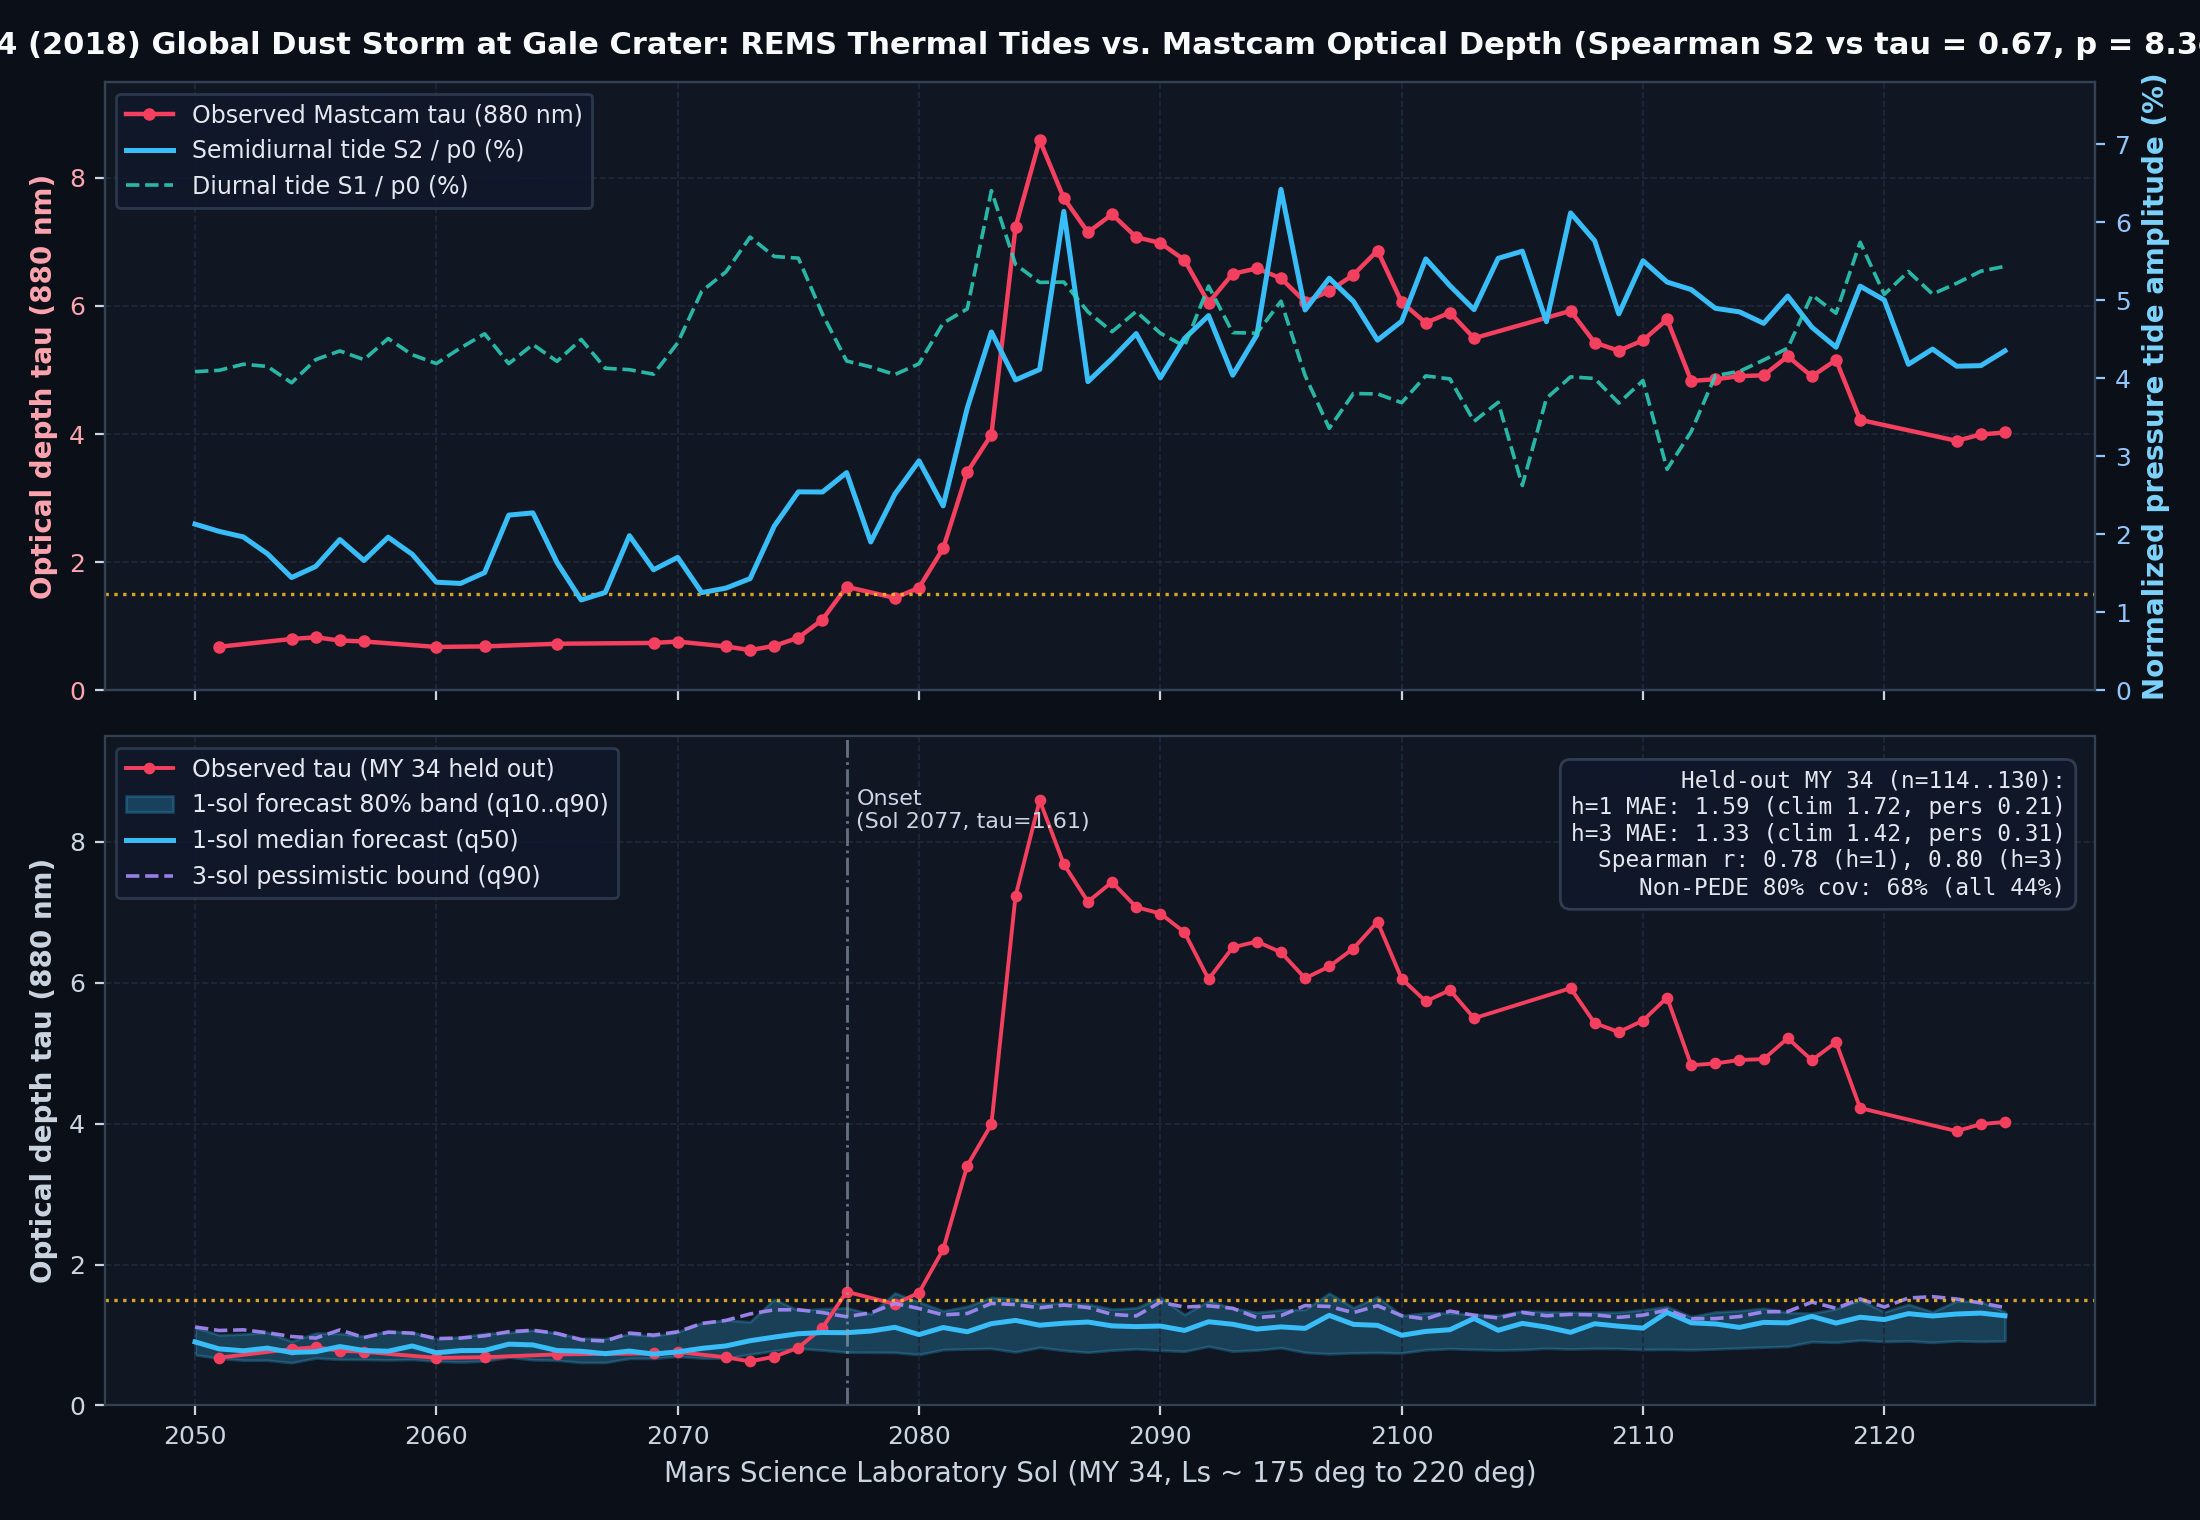 4 (2018) Global Dust Storm at Gale Crater: REMS Thermal Tides vs. Mastcam Optical Depth (Spearman S2 vs tau = 0.67, p = 8.3
Observed Mastcam tau (880 nm)
Semidiurnal tide S2 / p0 (%)
Diurnal tide S1 / p0 (%)
Optical depth tau (880 nm)
8
6
4
2
0
Normalized pressure tide amplitude (%)
7
6
5
4
3
2
1
0
Observed tau (MY 34 held out)
1-sol forecast 80% band (q10..q90)
1-sol median forecast (q50)
3-sol pessimistic bound (q90)
Onset
(Sol 2077, tau=1.61)
Held-out MY 34 (n=114..130):
h=1 MAE: 1.59 (clim 1.72, pers 0.21)
h=3 MAE: 1.33 (clim 1.42, pers 0.31)
Spearman r: 0.78 (h=1), 0.80 (h=3)
Non-PEDE 80% cov: 68% (all 44%)
Optical depth tau (880 nm)
8
6
4
2
0
2050 2060 2070 2080 2090 2100 2110 2120
Mars Science Laboratory Sol (MY 34, Ls ~ 175 deg to 220 deg)